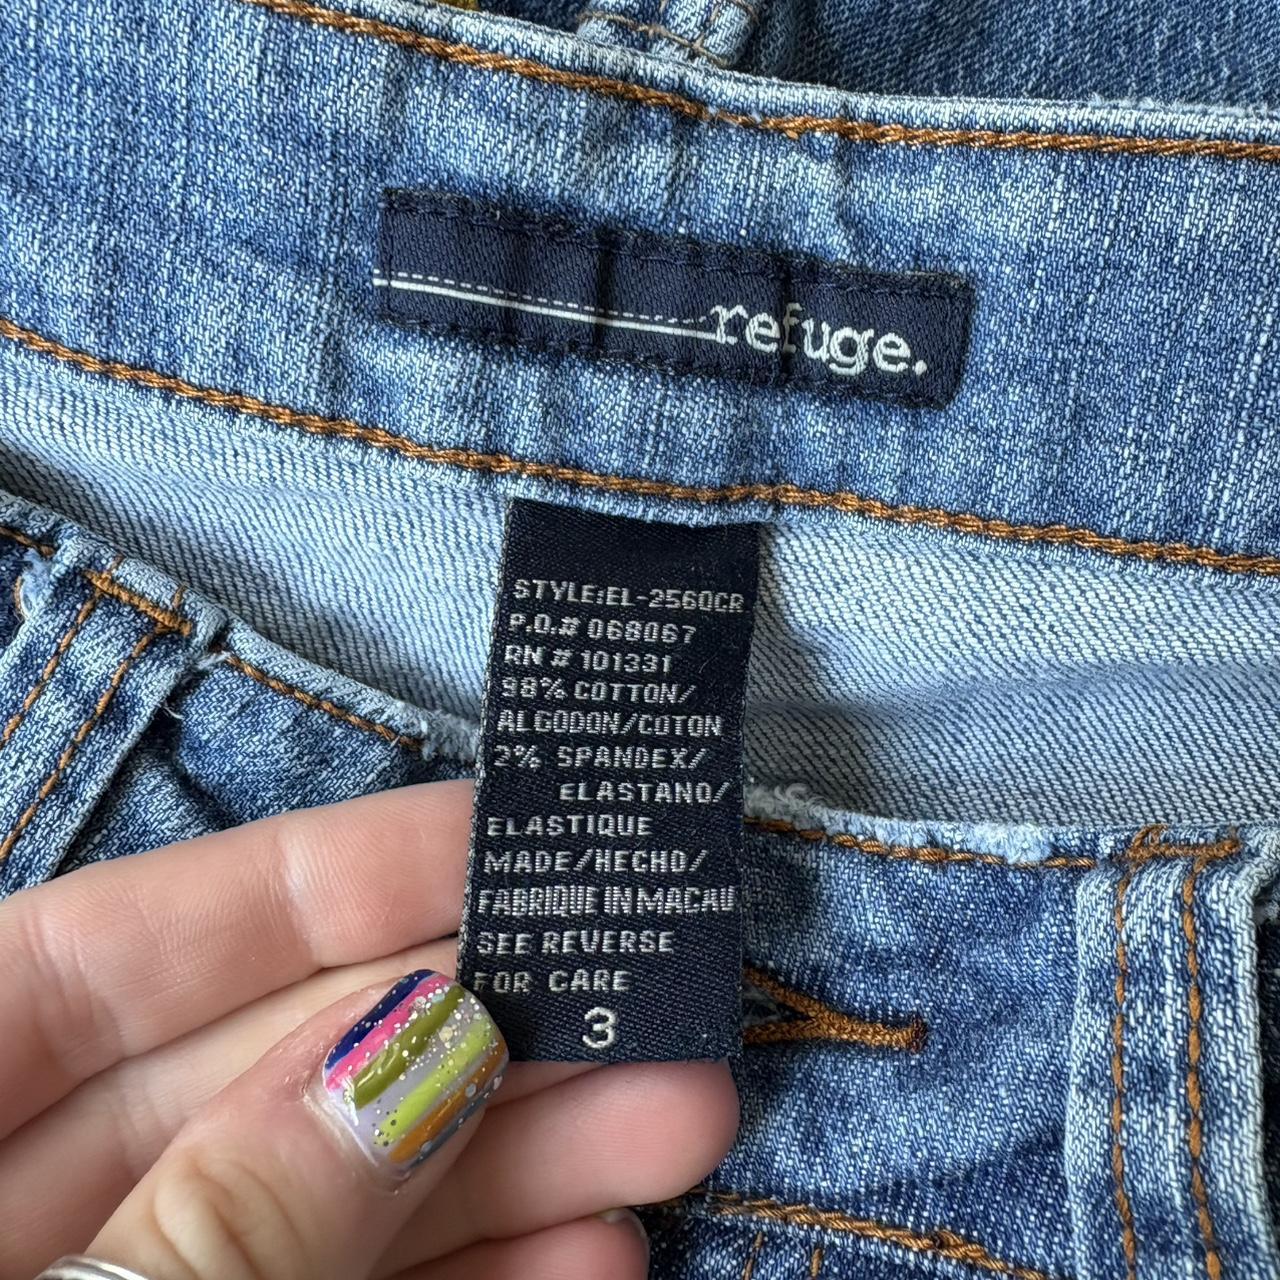 refuge.
STYLE:EL-2560CR
P.O.# 068067
RN # 101331
98% COTTON/
ALGODON/COTON
2% SPANDEX/
ELASTANO/
ELASTIQUE
MADE/HECHO/
FABRIQUE IN MACAU
SEE REVERSE
FOR CARE
3